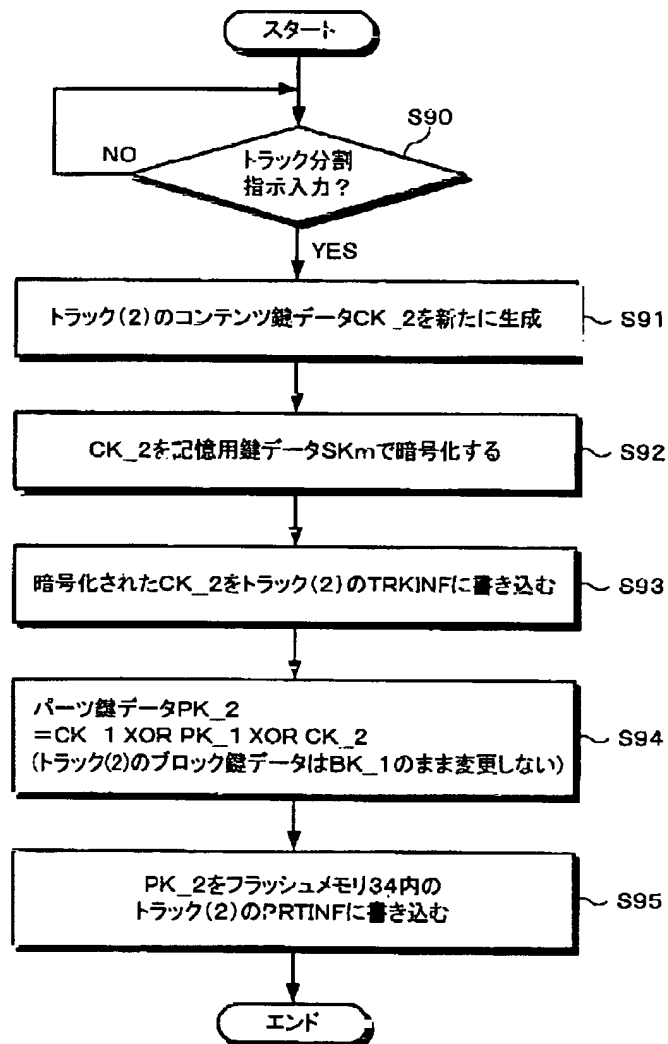 スタート
S90
NO
トラック分割
指示入力?
YES
トラック(2)のコンテンツ鍵データCK_2を新たに生成
S91
CK_2を記憶用鍵データSKmで暗号化する
S92
暗号化されたCK_2をトラック(2)のTRKINFに書き込む
S93
パーツ鍵データPK_2
=CK_1 XOR PK_1 XOR CK_2
(トラック(2)のブロック鍵データはBK_1のまま変更しない)
S94
PK_2をフラッシュメモリ34内の
トラック(2)のPRTINFに書き込む
S95
エンド